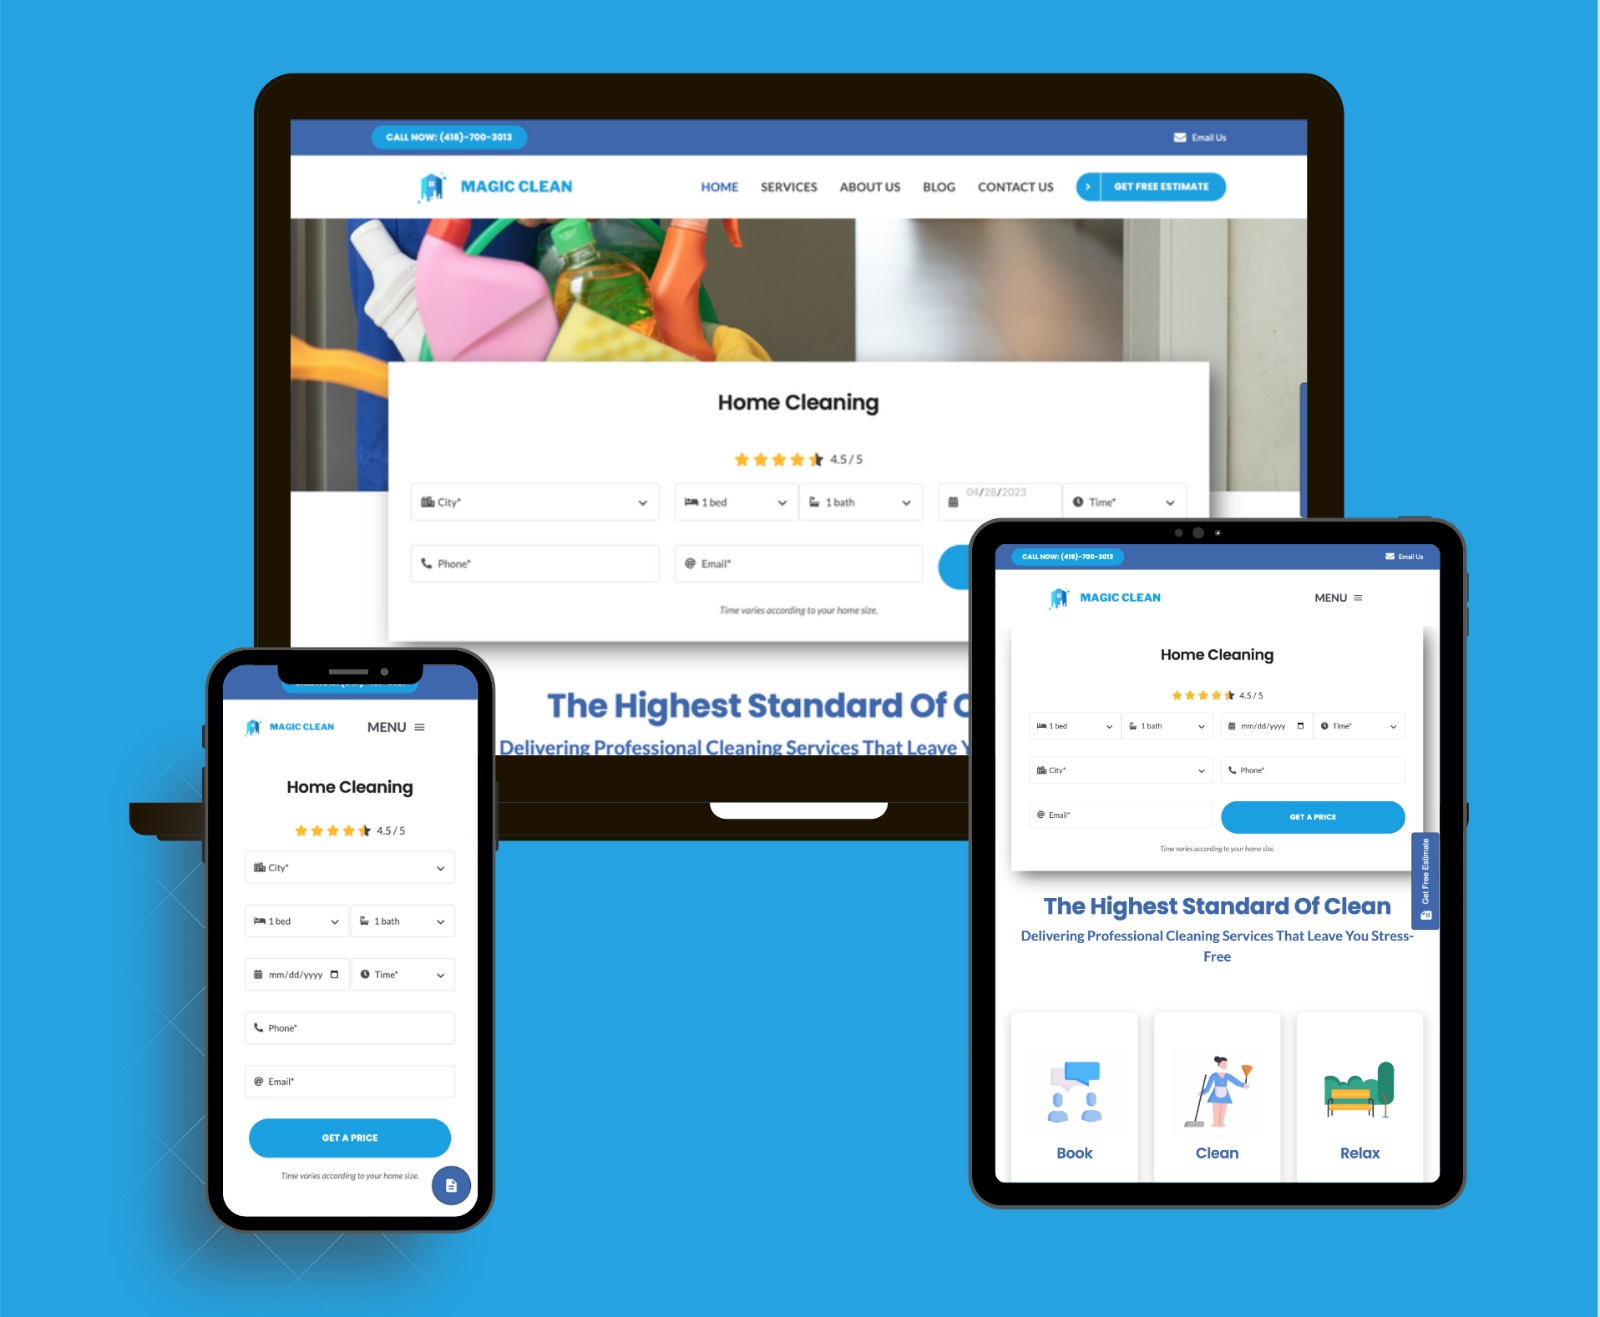 CALL NOW: (416)-700-3013 Email Us
MAGIC CLEAN HOME SERVICES ABOUT US BLOG CONTACT US GET FREE ESTIMATE
Home Cleaning
4.5 / 5
City* 1 bed 1 bath 04/28/2023 Time*
Phone* @ Email*
Time varies according to your home size.
The Highest Standard Of C
Delivering Professional Cleaning Services That Leave Y
MAGIC CLEAN MENU
Home Cleaning
4.5 / 5
City*
1 bed 1 bath
mm/dd/yyyy Time*
Phone*
@ Email*
GET A PRICE
Time varies according to your home size.
CALL NOW: (416)-700-3013 Email Us
MAGIC CLEAN MENU
Home Cleaning
4.5 / 5
1 bed 1 bath mm/dd/yyyy Time*
City* Phone*
@ Email* GET A PRICE
Time varies according to your home size.
Get Free Estimate
The Highest Standard Of Clean
Delivering Professional Cleaning Services That Leave You Stress-
Free
Book Clean Relax